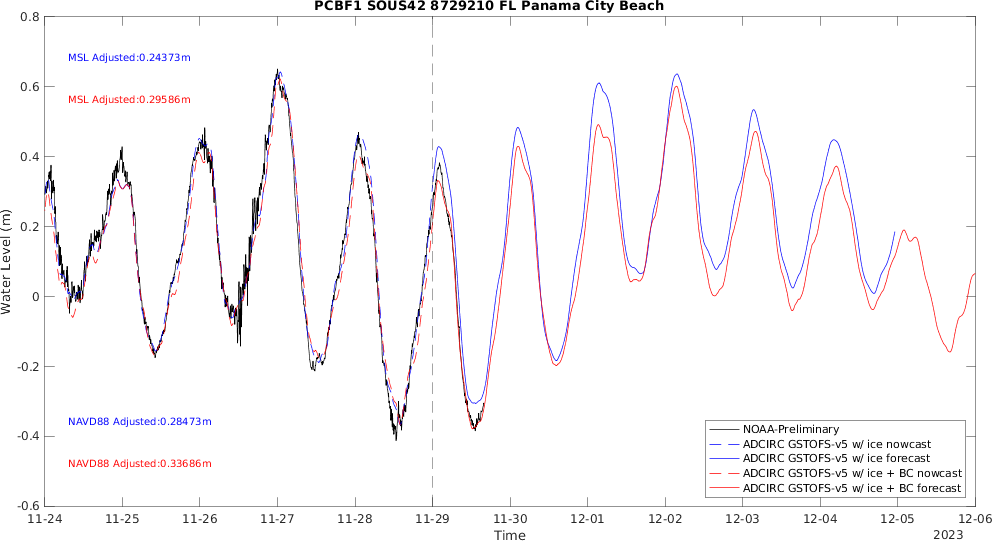 PCBF1 SOUS42 8729210 FL Panama City Beach
0.8
0.6
0.4
0.2
0
-0.2
-0.4
-0.6
Water Level (m)
MSL Adjusted:0.24373m
MSL Adjusted:0.29586m
NAVD88 Adjusted:0.28473m
NAVD88 Adjusted:0.33686m
NOAA-Preliminary
ADCIRC GSTOFS-v5 w/ ice nowcast
ADCIRC GSTOFS-v5 w/ ice forecast
ADCIRC GSTOFS-v5 w/ ice + BC nowcast
ADCIRC GSTOFS-v5 w/ ice + BC forecast
11-24 11-25 11-26 11-27 11-28 11-29 11-30 12-01 12-02 12-03 12-04 12-05 12-06
Time
2023